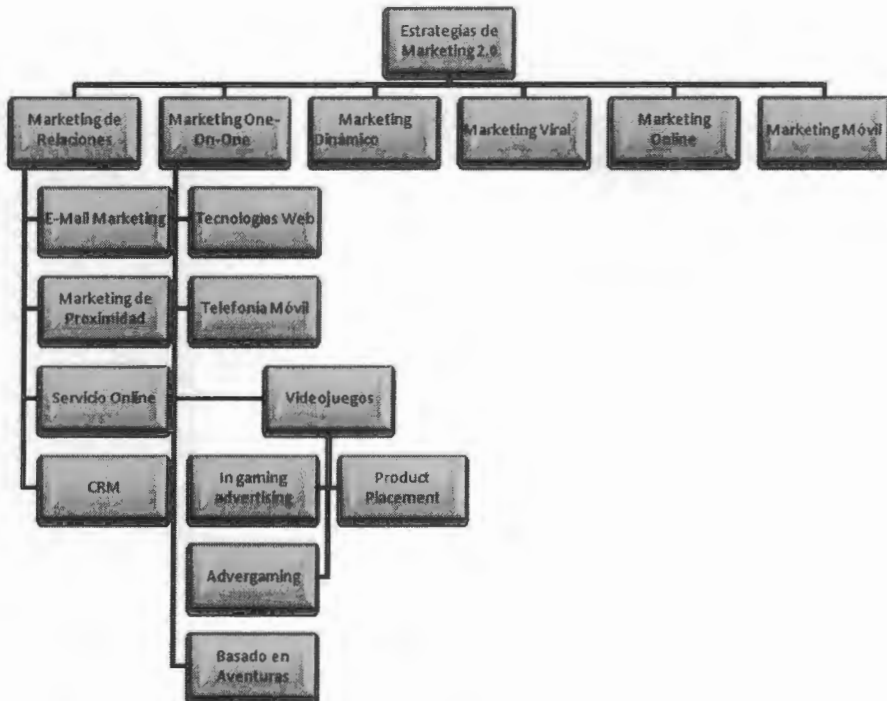 Estrategias de
Marketing 2.0
Marketing de
Relaciones
Marketing One-
On-One
Marketing
Dinámico
Marketing Viral
Marketing
Online
Marketing Móvil
E-Mail Marketing
Tecnologías Web
Marketing de
Proximidad
Telefonía Móvil
Servicio Online
Videojuegos
CRM
In gaming
advertising
Product
Placement
Advergaming
Basado en
Aventuras